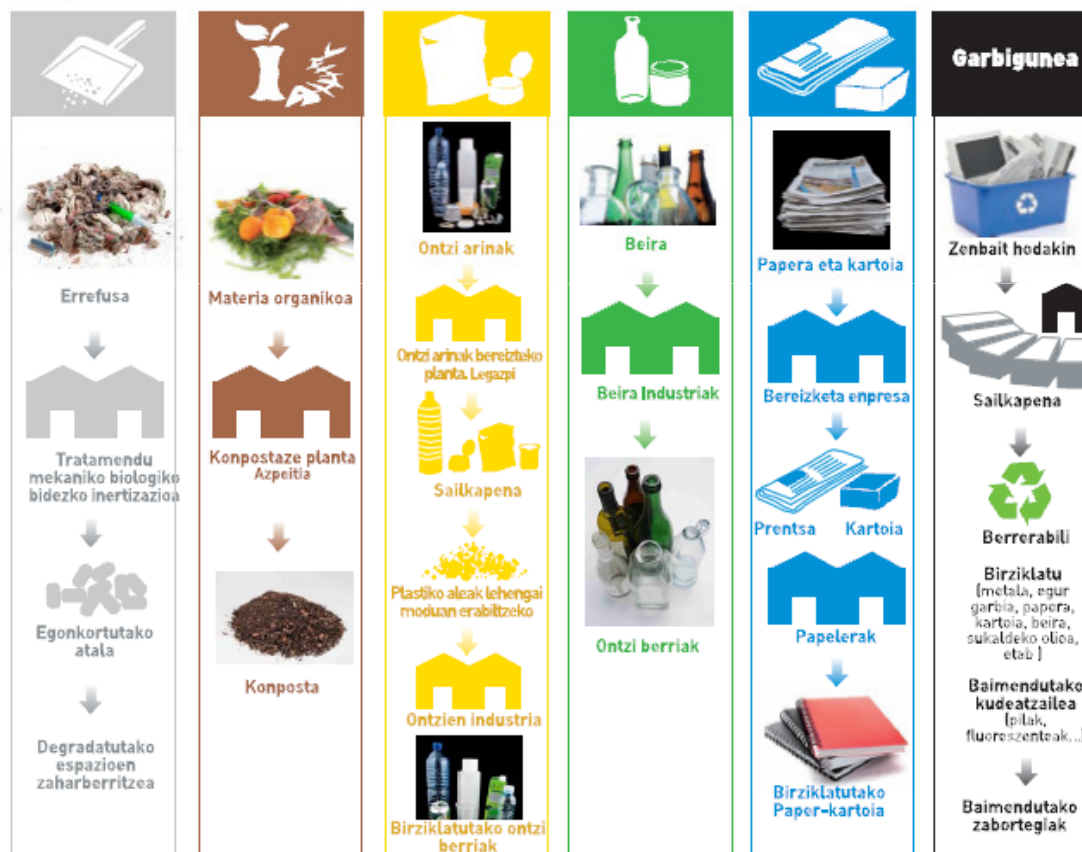 Errefusa
Tratamendu
mekaniko biologiko
bidezko inertizazioa
Egonkortutako
atala
Degradatutako
espazioen
zaharberritzea
Materia organikoa
Konpostaze planta
Azpeitia
Konposta
Ontzi arinak
Ontzi arinak bereizteko
planta. Legazpi
Sailkapena
Plastiko aleak lehengai
moduan erabiltzeko
Ontzien industria
Birziklatutako ontzi
berriak
Beira
Beira Industriak
Ontzi berriak
Papera eta kartoia
Bereizketa enpresa
Prentsa Kartoia
Papelerak
Birziklatutako
Paper-kartoia
Garbigunea
Zenbait hodakin
Sailkapena
Berrerabili
Birziklatu
(metala, egur
garbia, papera,
kartoia, beira,
sukaldeko olioa,
etab )
Baimendutako
kudeatzailea
(pilak,
fluoreszenteak...)
Baimendutako
zabortegiak